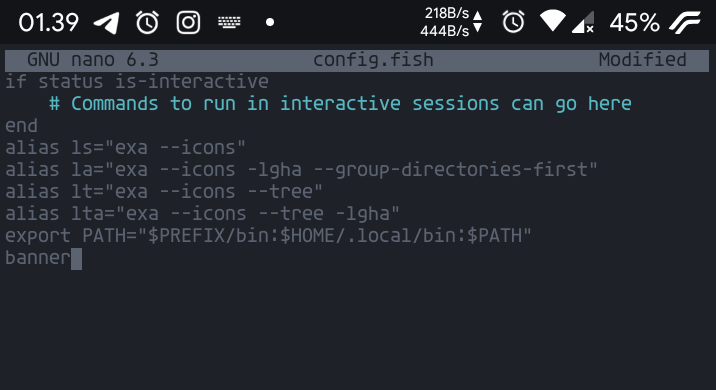 01.39
218B/s
444B/s
45%
GNU nano 6.3 config.fish Modified
if status is-interactive
    # Commands to run in interactive sessions can go here
end
alias ls="exa --icons"
alias la="exa --icons -lgha --group-directories-first"
alias lt="exa --icons --tree"
alias lta="exa --icons --tree -lgha"
export PATH="$PREFIX/bin:$HOME/.local/bin:$PATH"
banner